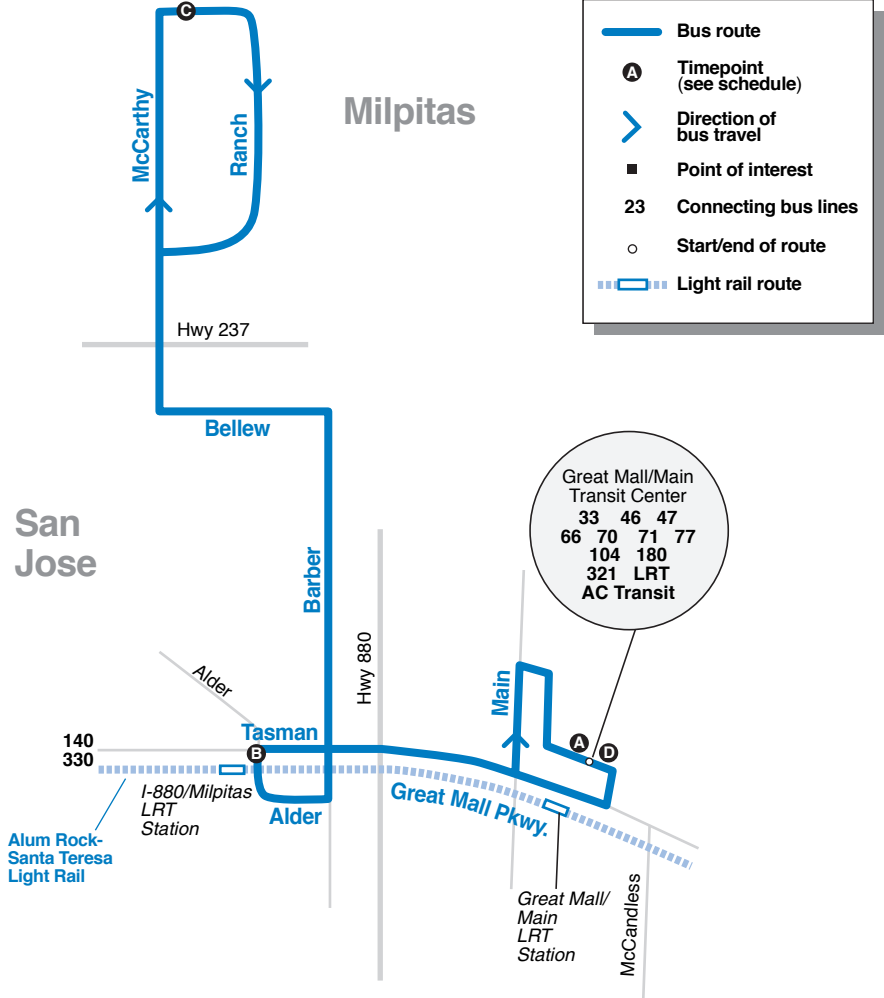 C
Milpitas
McCarthy
Ranch
Bus route
A
Timepoint
(see schedule)
Direction of
bus travel
Point of interest
23
Connecting bus lines
Start/end of route
Light rail route
Hwy 237
Bellew
San
Jose
Barber
Hwy 880
Great Mall/Main
Transit Center
33 46 47
66 70 71 77
104 180
321 LRT
AC Transit
Alder
Main
Tasman
140
330
B
A
D
I-880/Milpitas
LRT
Station
Alder
Great Mall Pkwy.
Alum Rock-
Santa Teresa
Light Rail
Great Mall/
Main
LRT
Station
McCandless